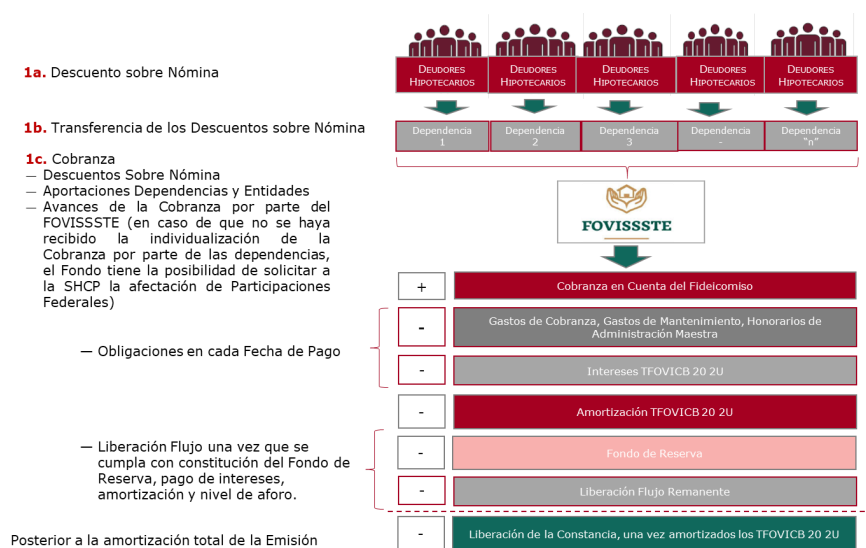 DEUDORES
HIPOTECARIOS
DEUDORES
HIPOTECARIOS
DEUDORES
HIPOTECARIOS
DEUDORES
HIPOTECARIOS
DEUDORES
HIPOTECARIOS
1a. Descuento sobre Nómina
1b. Transferencia de los Descuentos sobre Nómina
Dependencia
1
Dependencia
2
Dependencia
3
Dependencia
-
Dependencia
"n"
1c. Cobranza
— Descuentos Sobre Nómina
— Aportaciones Dependencias y Entidades
— Avances de la Cobranza por parte del
FOVISSSTE (en caso de que no se haya
recibido la individualización de la
Cobranza por parte de las dependencias,
el Fondo tiene la posibilidad de solicitar a
la SHCP la afectación de Participaciones
Federales)
FOVISSSTE
+ Cobranza en Cuenta del Fideicomiso
— Obligaciones en cada Fecha de Pago
- Gastos de Cobranza, Gastos de Mantenimiento, Honorarios de
Administración Maestra
- Intereses TFOVICB 20 2U
- Amortización TFOVICB 20 2U
— Liberación Flujo una vez que se
cumpla con constitución del Fondo de
Reserva, pago de intereses,
amortización y nivel de aforo.
- Fondo de Reserva
- Liberación Flujo Remanente
Posterior a la amortización total de la Emisión
- Liberación de la Constancia, una vez amortizados los TFOVICB 20 2U